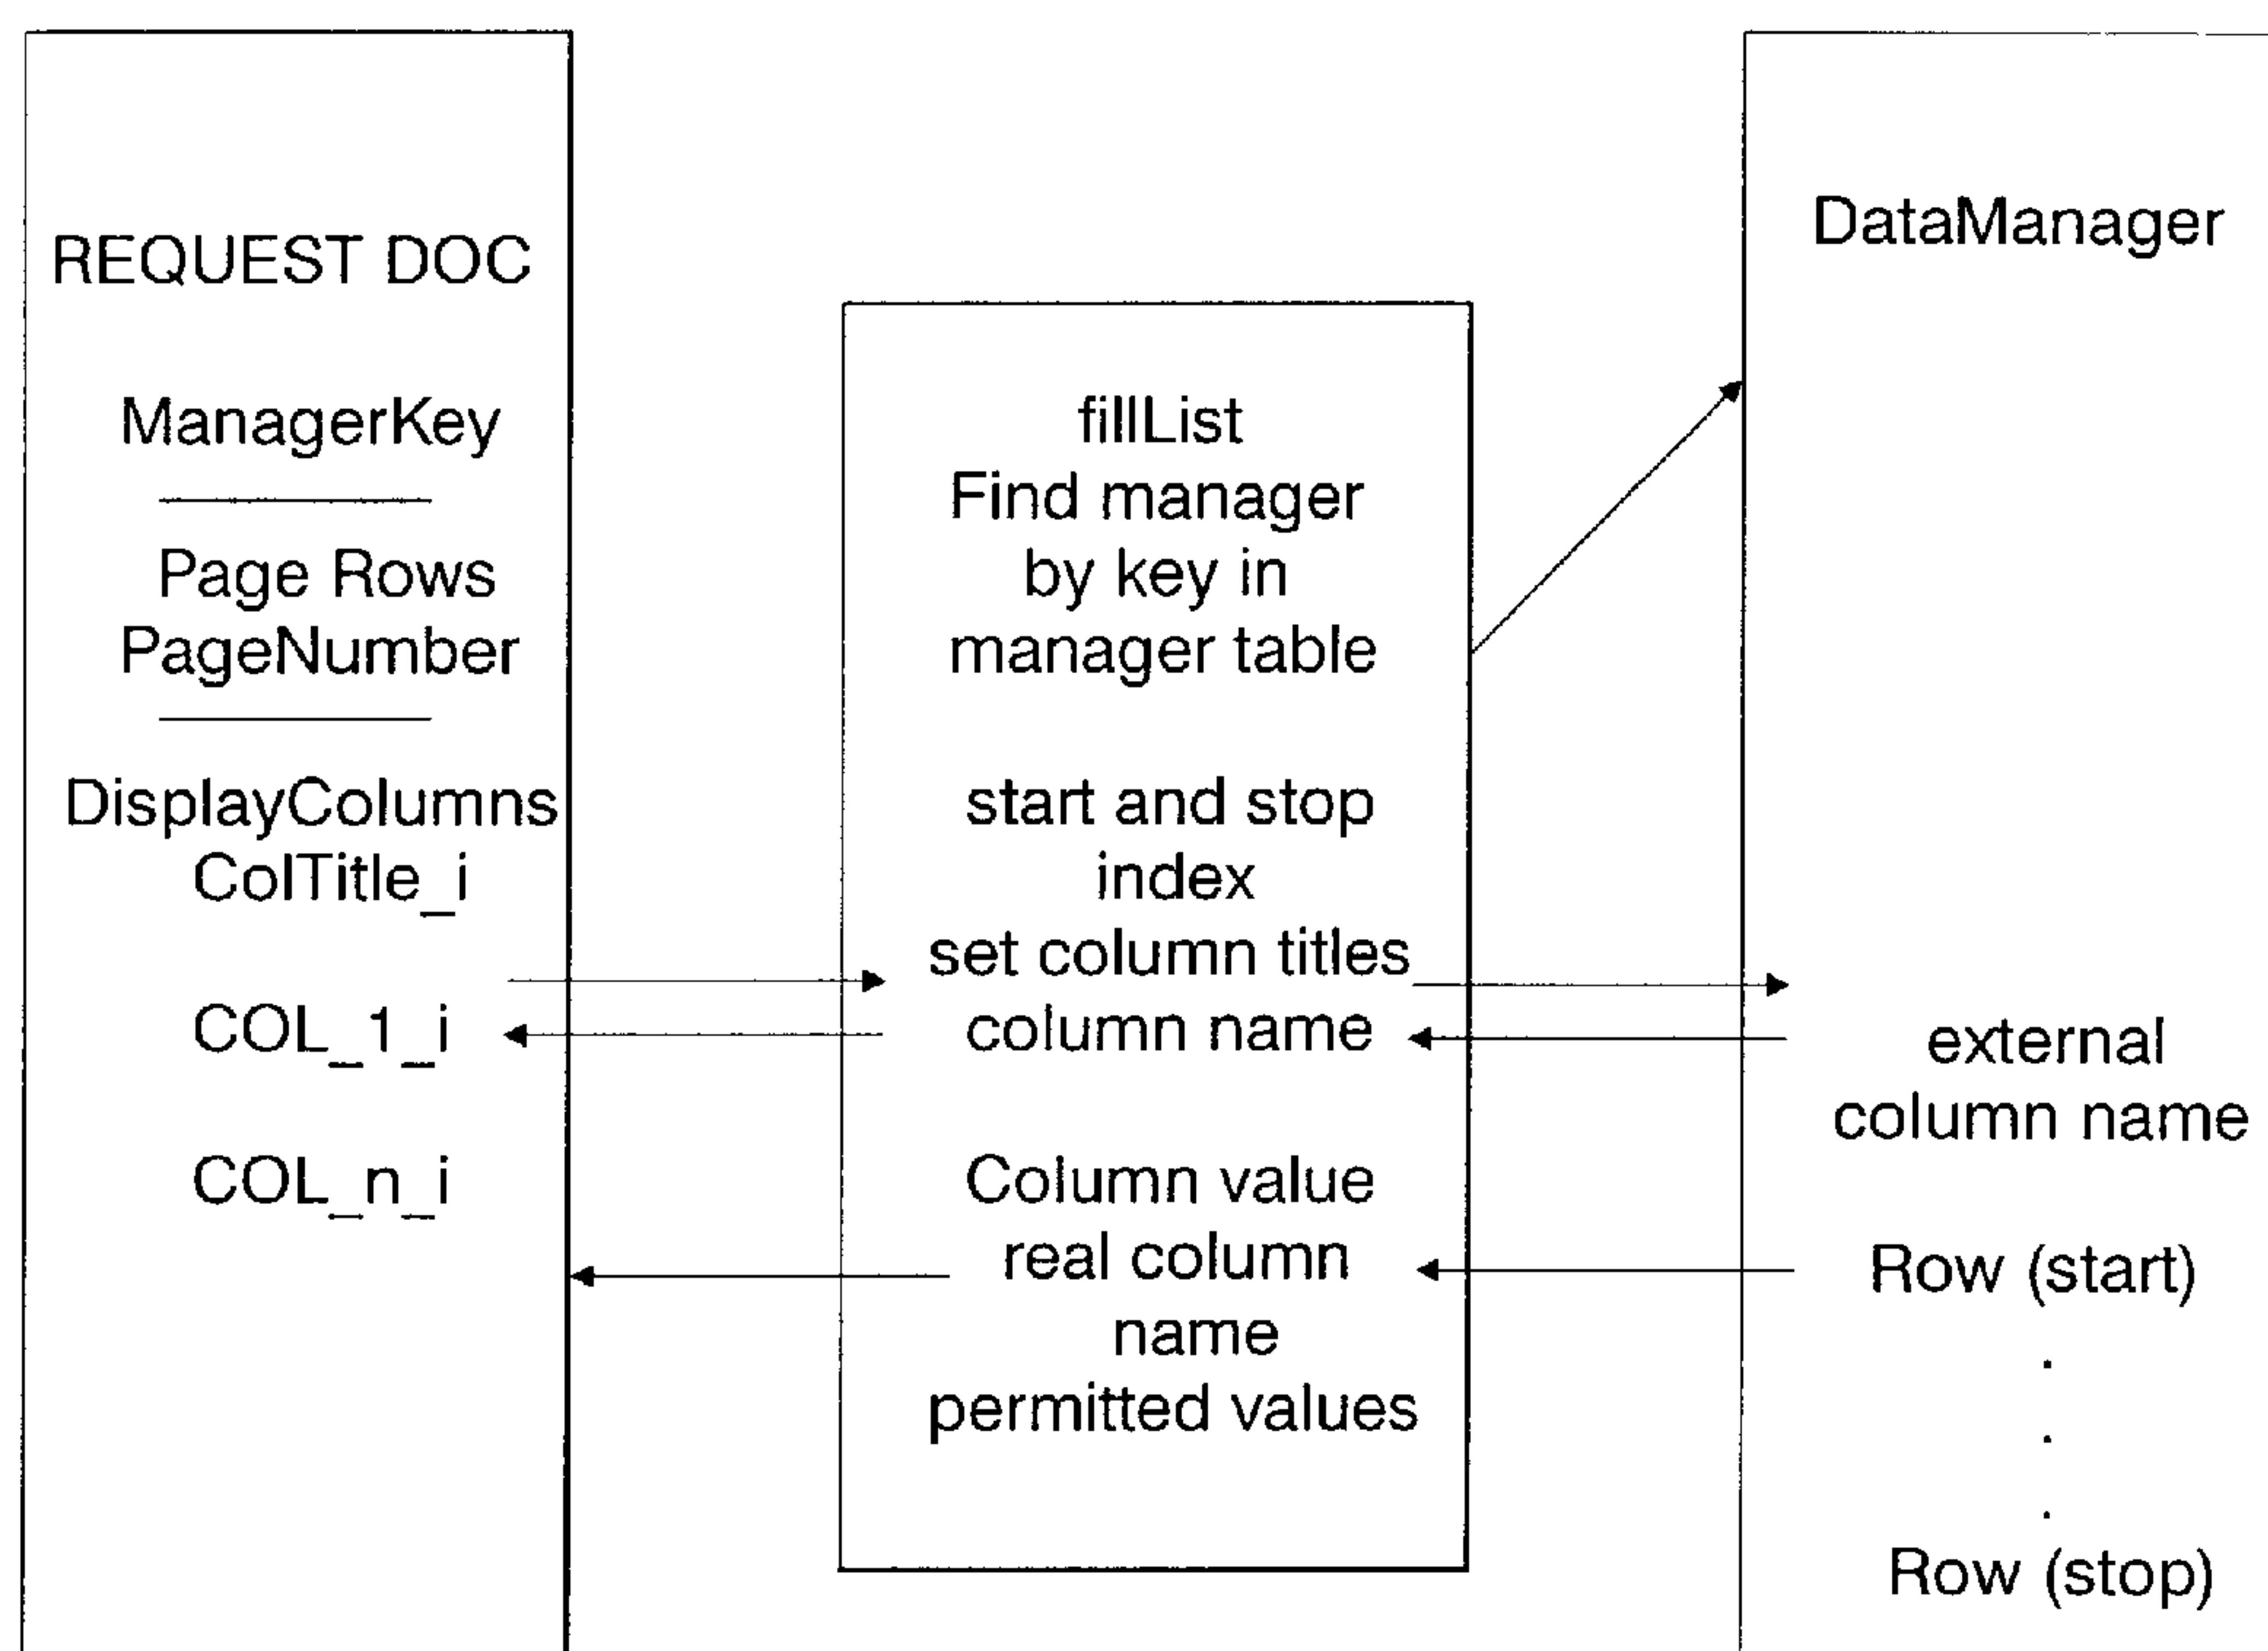 REQUEST DOC
ManagerKey
Page Rows
PageNumber
DisplayColumns
ColTitle_i
COL_1_i
COL_n_i
fillList
Find manager
by key in
manager table
start and stop
index
set column titles
column name
Column value
real column
name
permitted values
DataManager
external
column name
Row (start)
.
.
.
Row (stop)